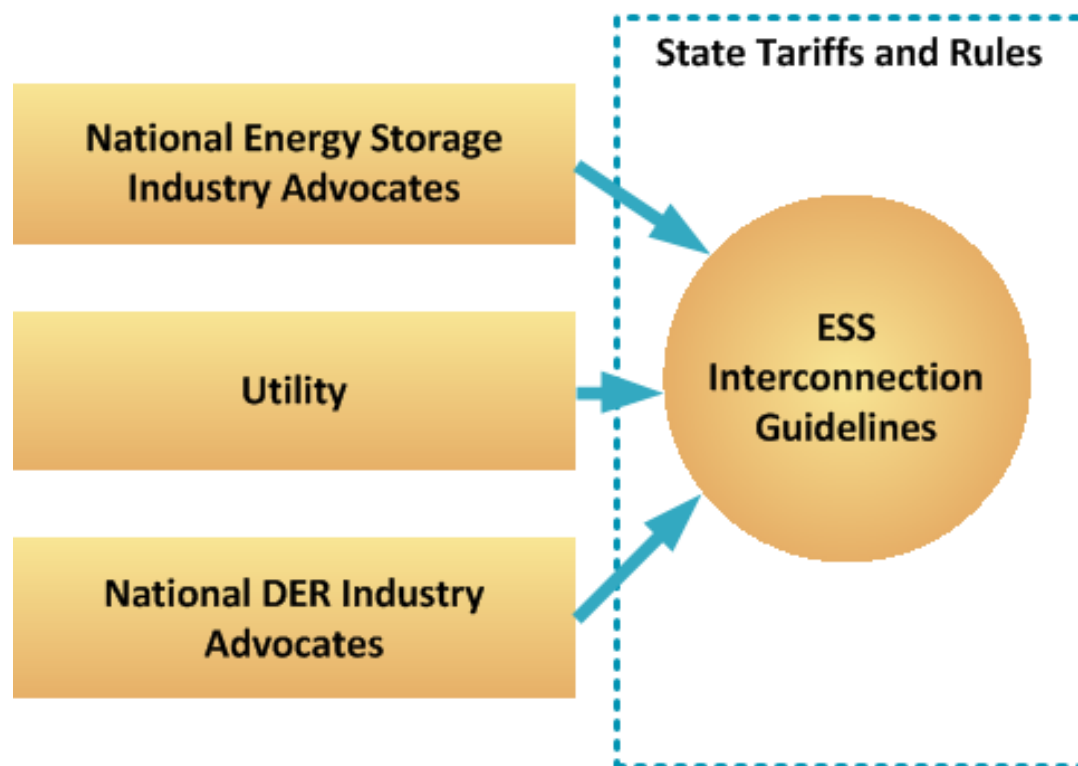 State Tariffs and Rules
National Energy Storage
Industry Advocates
Utility
National DER Industry
Advocates
ESS
Interconnection
Guidelines